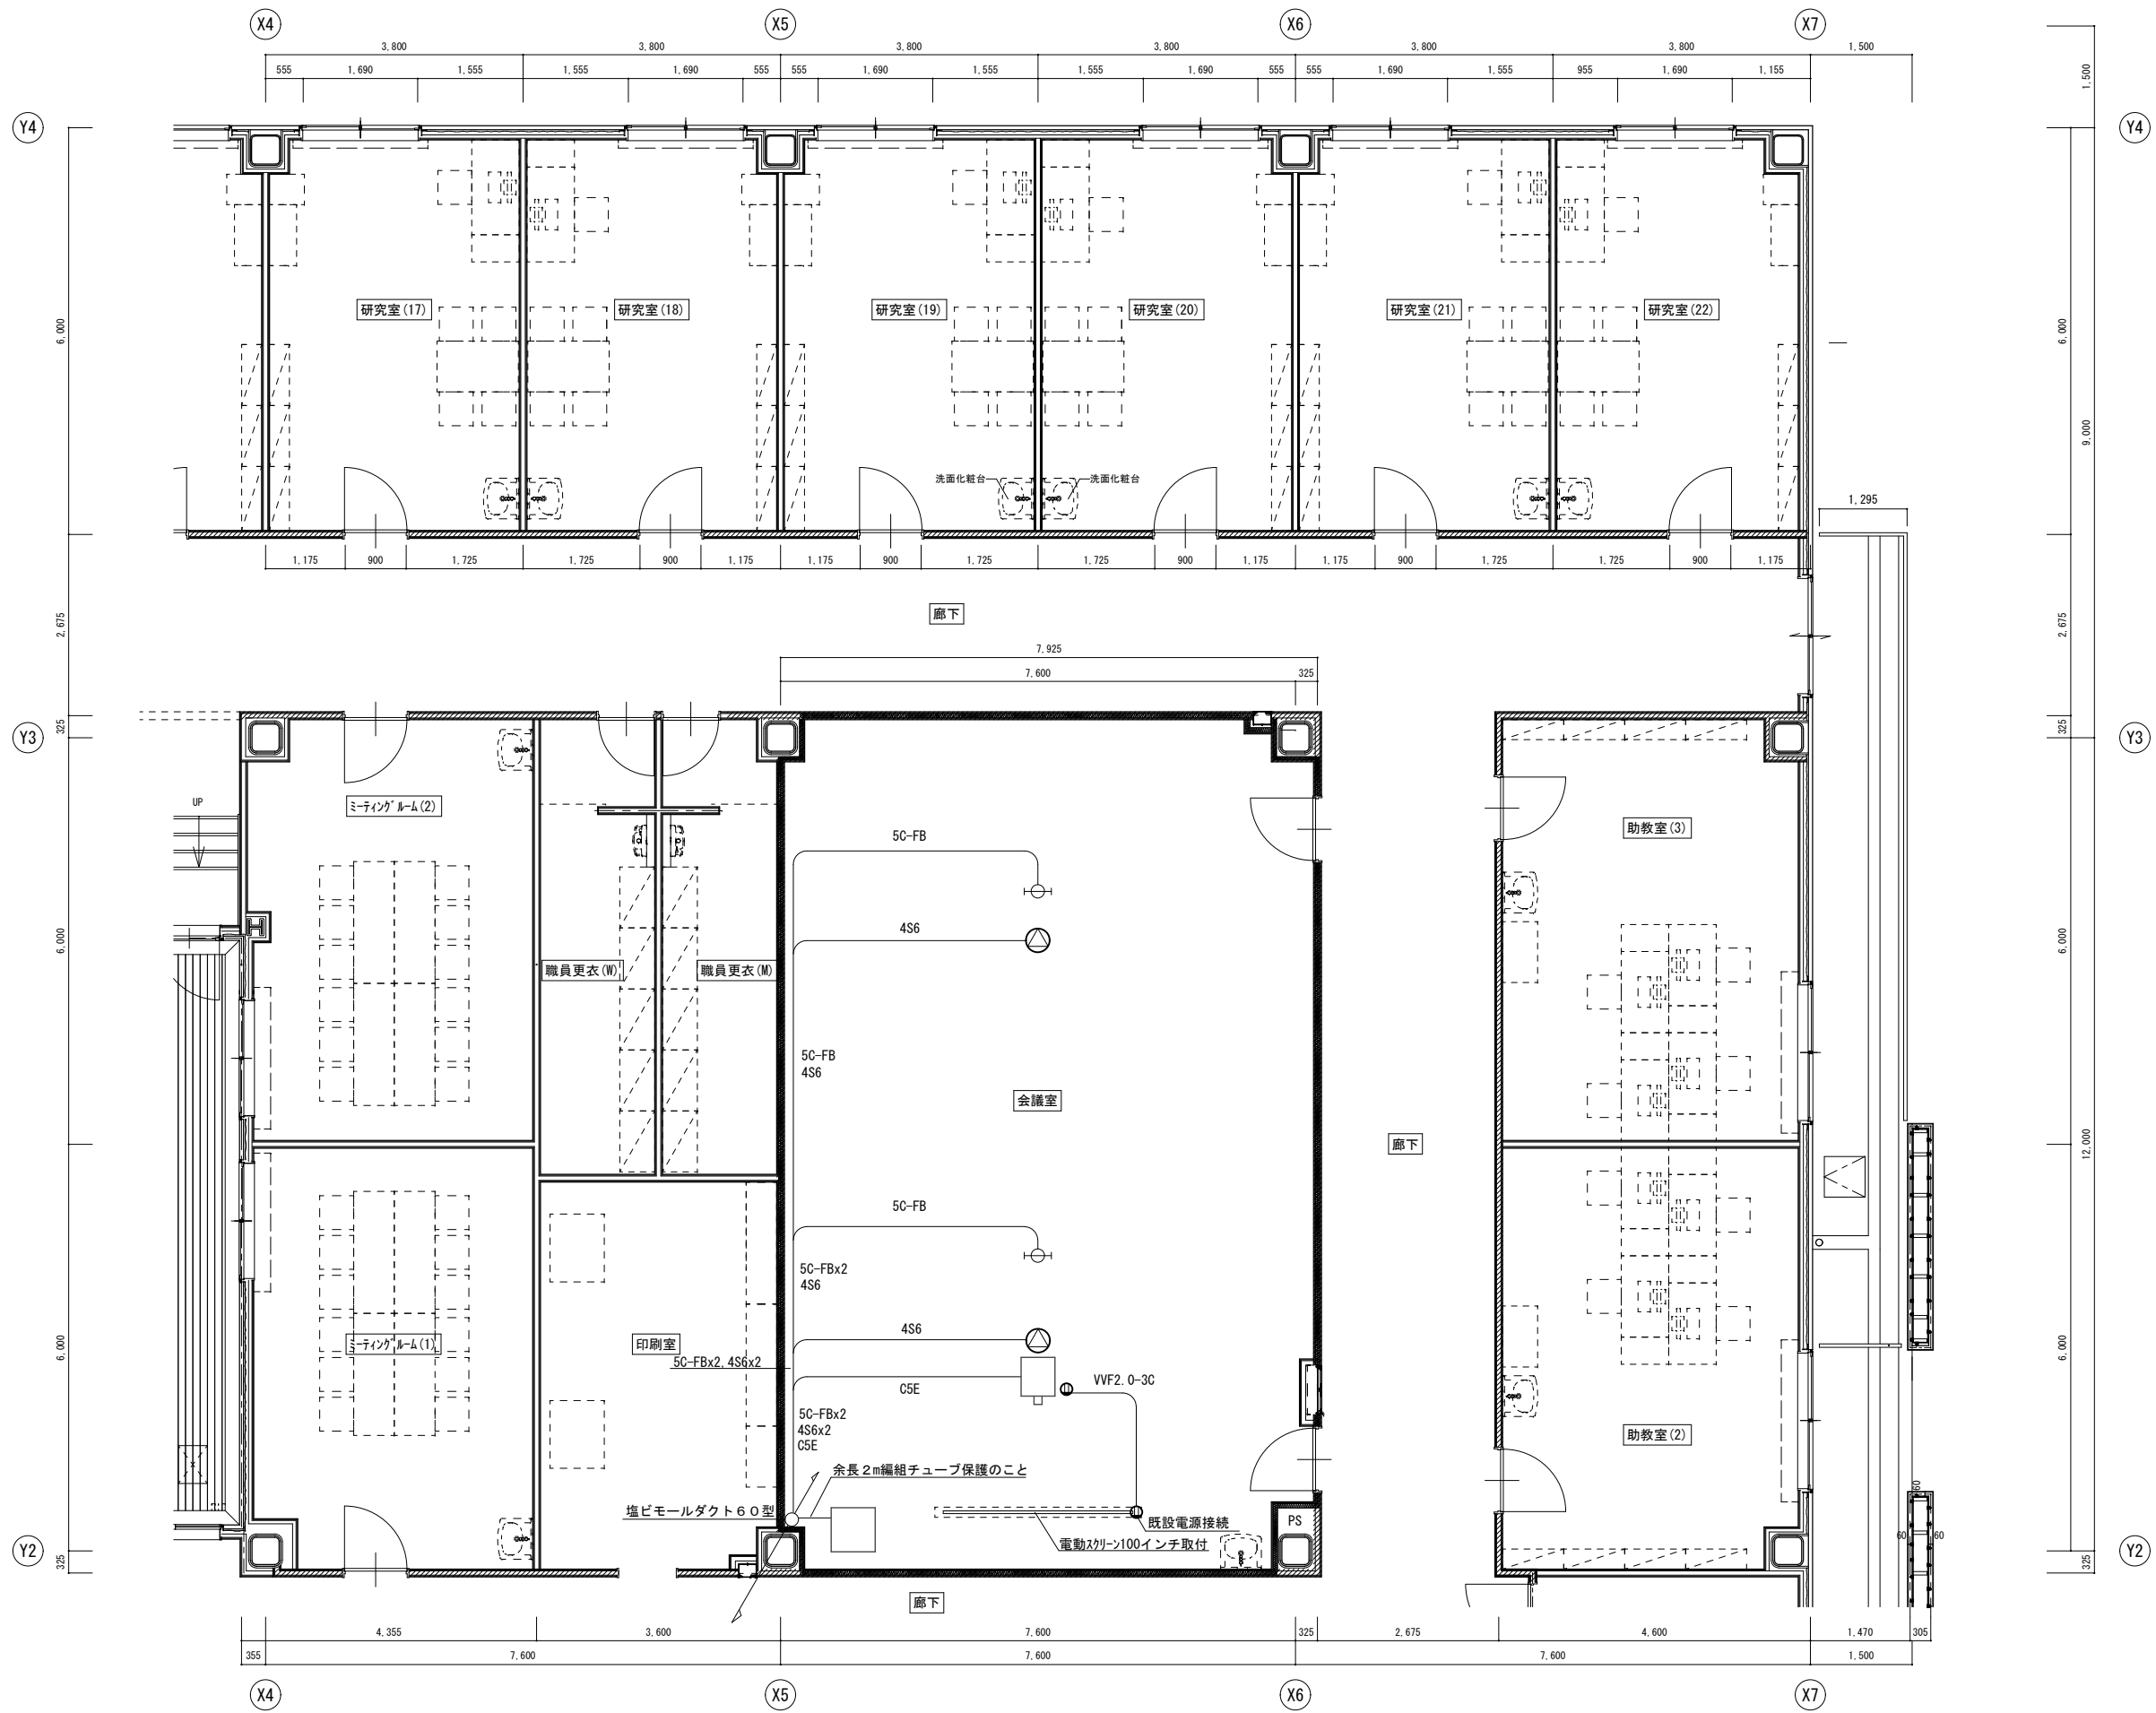 X4
X5
X6
X7
3,800
3,800
3,800
3,800
3,800
3,800
1,500
555
1,690
1,555
1,555
1,690
555
555
1,690
1,555
1,555
1,690
555
555
1,690
1,555
955
1,690
1,155
1,500
Y4
Y4
研究室(17)
研究室(18)
研究室(19)
研究室(20)
研究室(21)
研究室(22)
6,000
6,000
9,000
洗面化粧台
洗面化粧台
1,295
1,175
900
1,725
1,725
900
1,175
1,175
900
1,725
1,725
900
1,175
1,175
900
1,725
1,725
900
1,175
廊下
2,675
2,675
7,925
7,600
325
325
325
Y3
Y3
UP
ミーティングルーム(2)
5C-FB
助教室(3)
4S6
6,000
6,000
職員更衣(W)
職員更衣(M)
5C-FB
4S6
会議室
廊下
12,000
5C-FB
5C-FBx2
4S6
4S6
ミーティングルーム(1)
印刷室
5C-FBx2,4S6x2
6,000
6,000
C5E
VVF2.0-3C
5C-FBx2
4S6x2
C5E
助教室(2)
余長2m編組チューブ保護のこと
塩ビモールダクト60型
既設電源接続
電動ｽｸﾘｰﾝ100インチ取付
PS
60
60
60
Y2
Y2
325
325
廊下
4,355
3,600
7,600
325
2,675
4,600
1,470
305
355
7,600
7,600
7,600
1,500
X4
X5
X6
X7